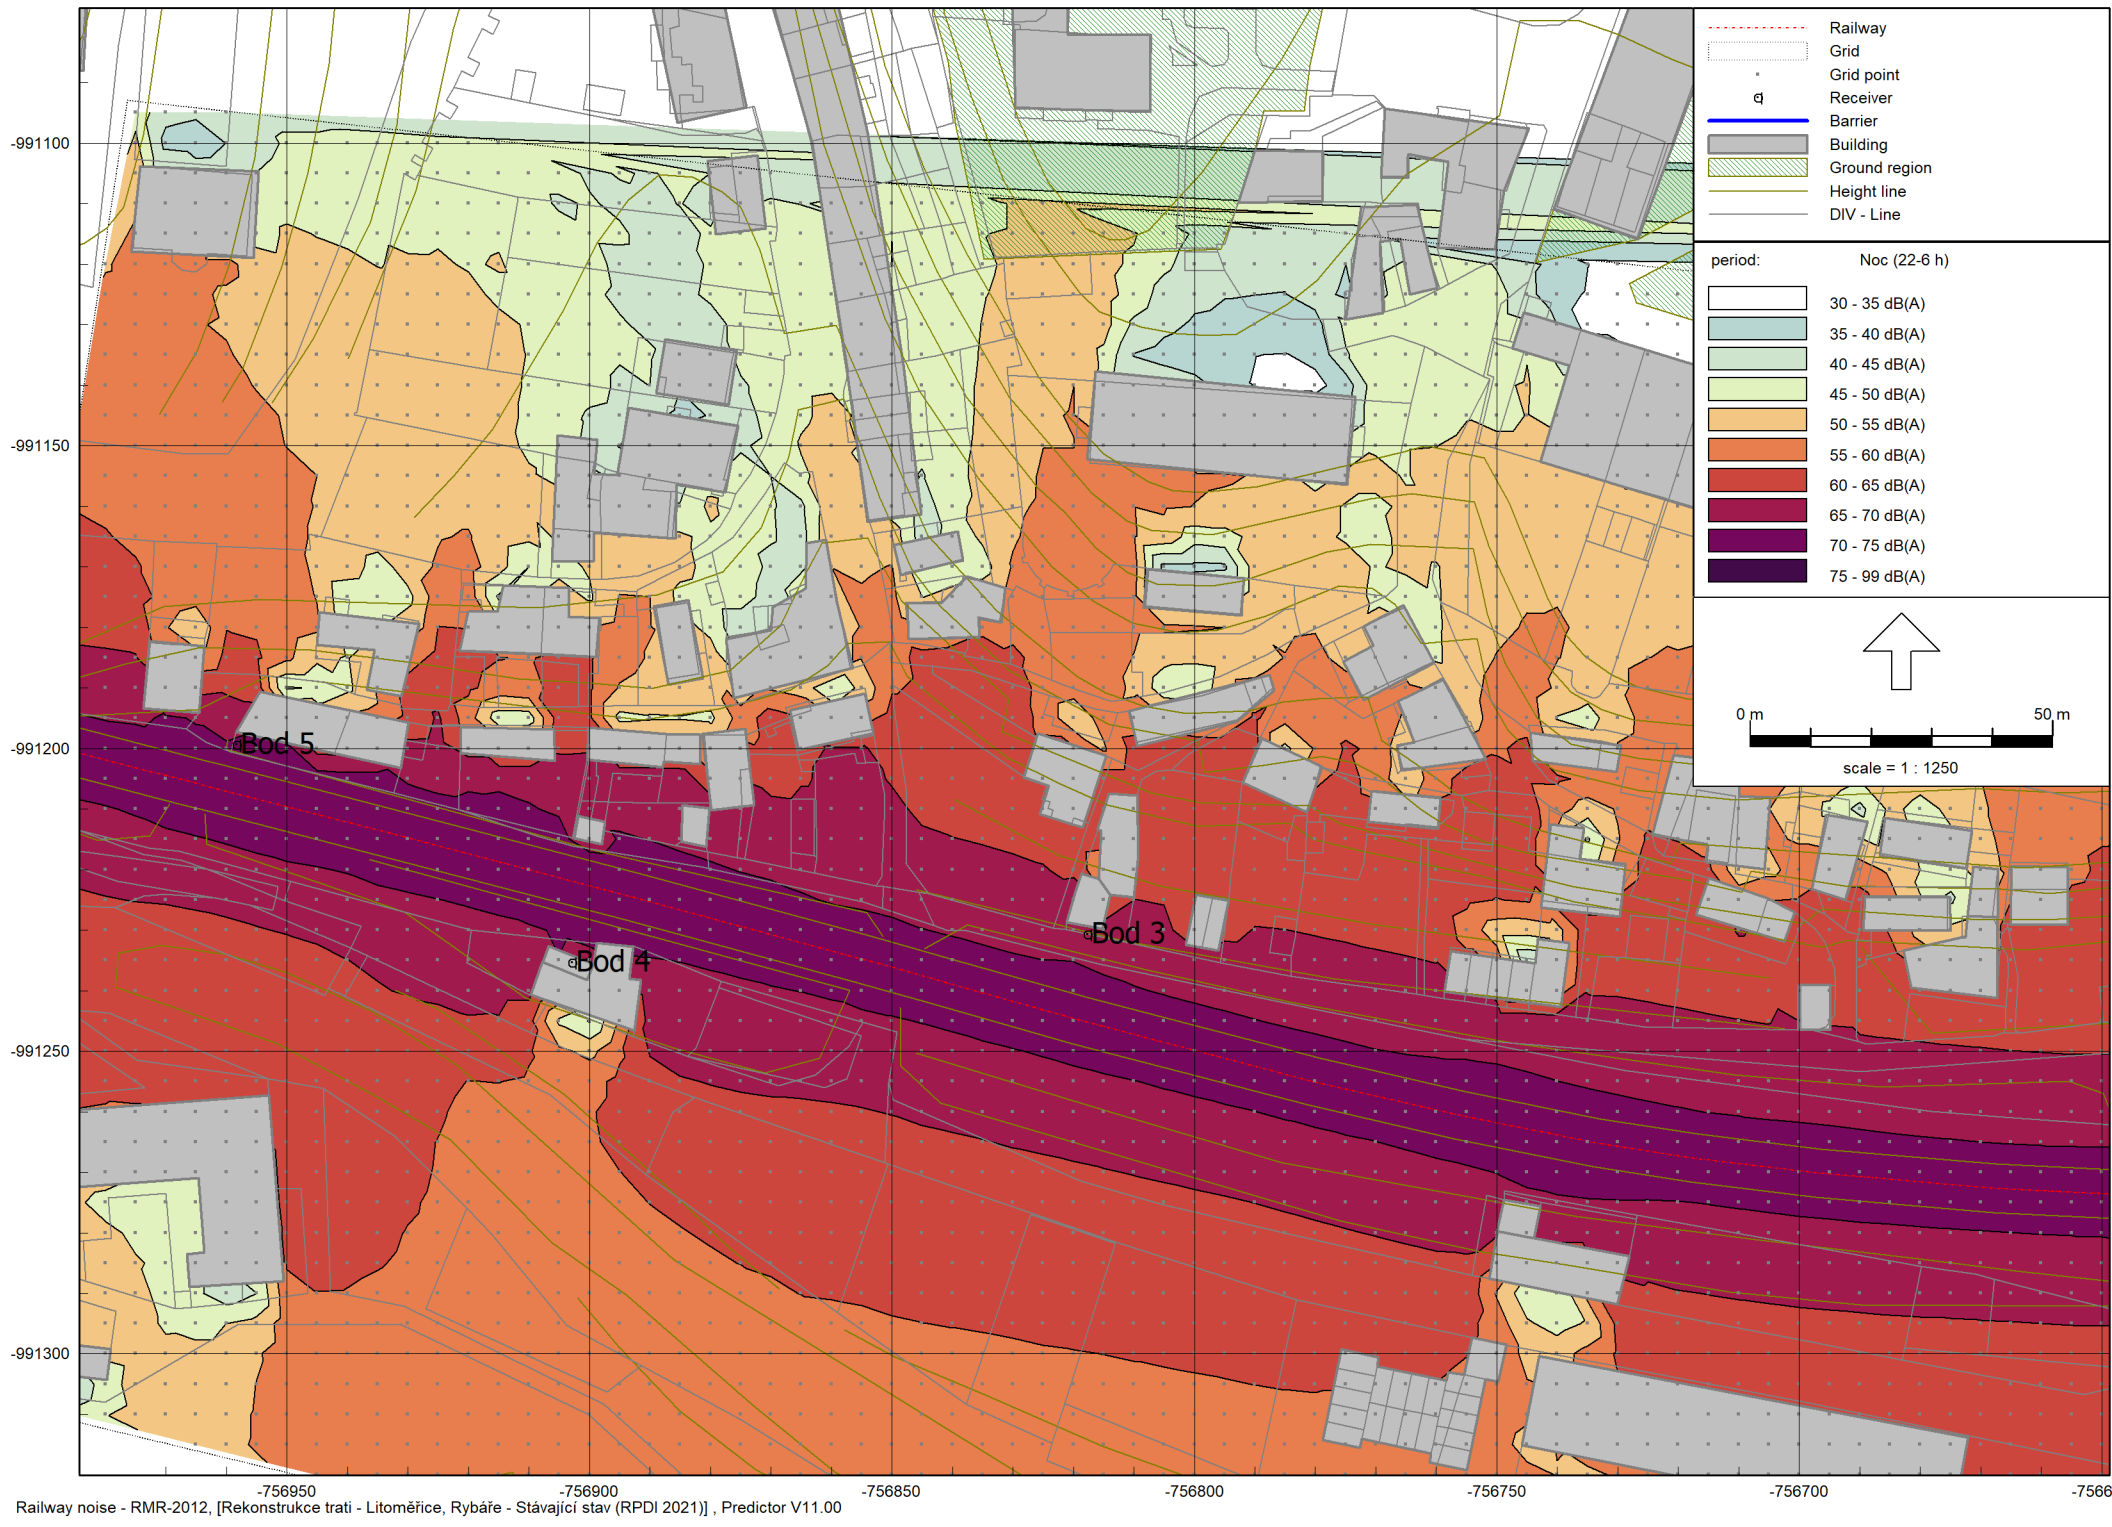 Railway
Grid
Grid point
Receiver
Barrier
Building
Ground region
Height line
DIV - Line
period: Noc (22-6 h)
30 - 35 dB(A)
35 - 40 dB(A)
40 - 45 dB(A)
45 - 50 dB(A)
50 - 55 dB(A)
55 - 60 dB(A)
60 - 65 dB(A)
65 - 70 dB(A)
70 - 75 dB(A)
75 - 99 dB(A)
0 m 50 m
scale = 1 : 1250
-991100
-991150
-991200
-991250
-991300
Bod 5
Bod 3
Bod 4
-756950 -756900 -756850 -756800 -756750 -756700 -7566
Railway noise - RMR-2012, [Rekonstrukce trati - Litoměřice, Rybáře - Stávající stav (RPDI 2021)] , Predictor V11.00